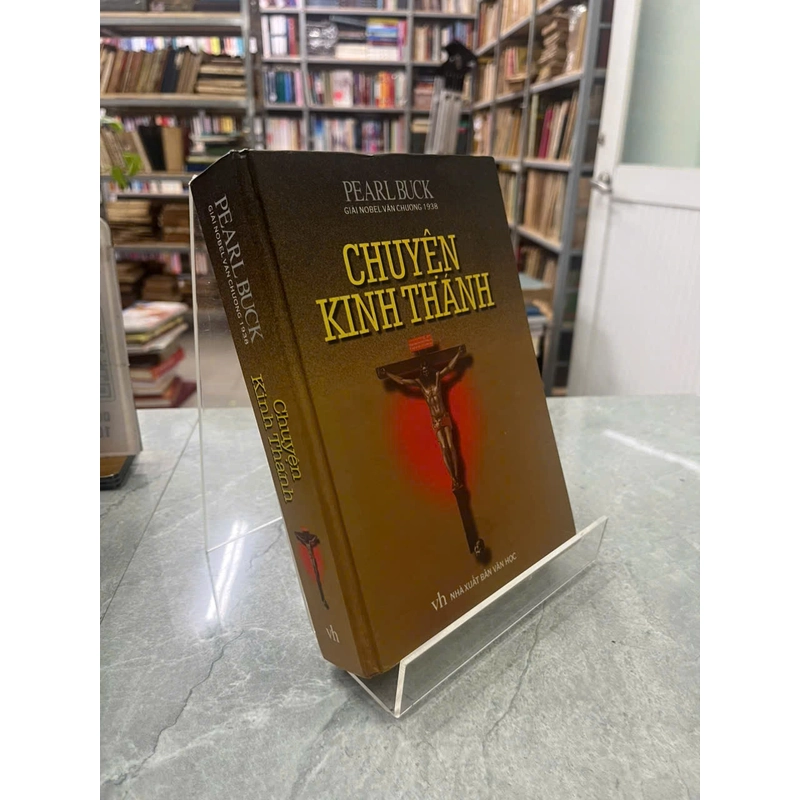 PEARL BUCK
GIẢI NOBEL VĂN CHƯƠNG 1938
CHUYỆN
KINH THÁNH
vh NHÀ XUẤT BẢN VĂN HỌC
PEARL BUCK
GIẢI NOBEL VĂN CHƯƠNG 1938
Chuyện
Kinh Thánh
vh